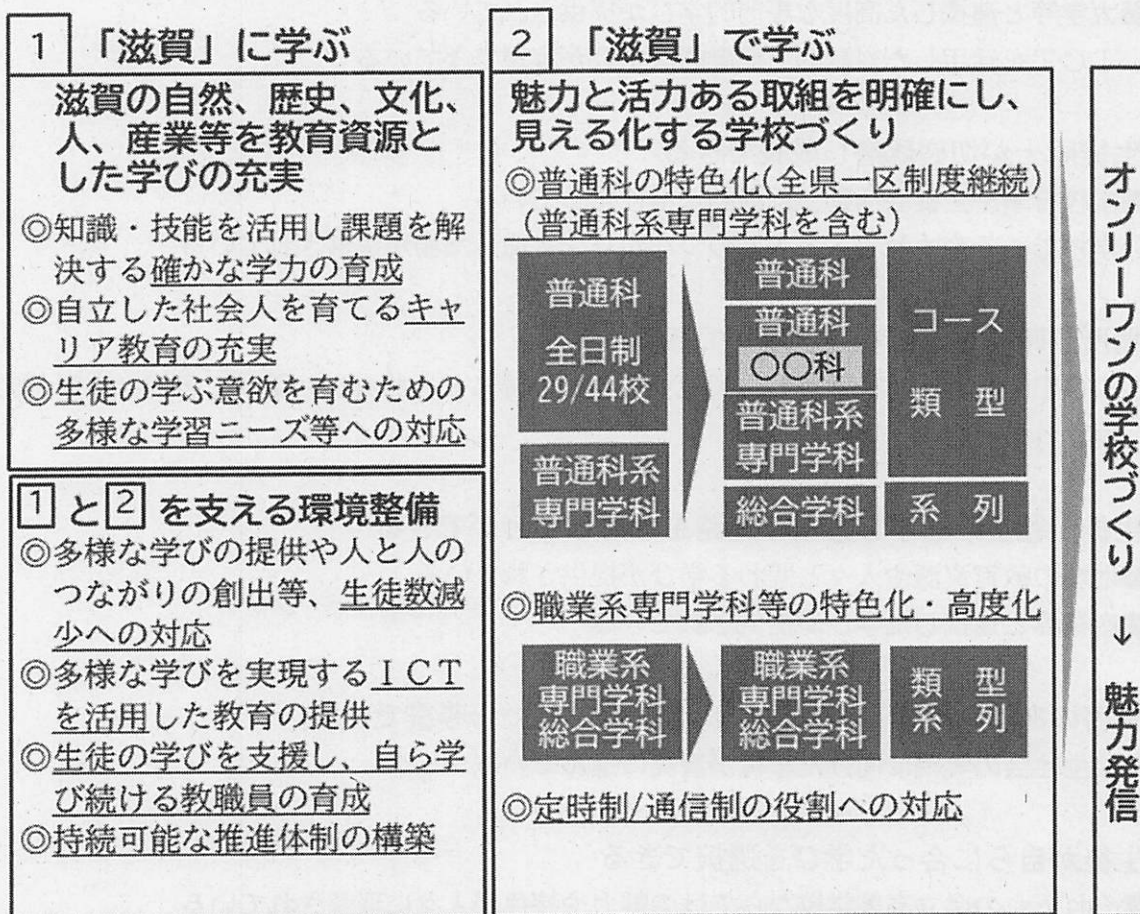 1 「滋賀」に学ぶ
滋賀の自然、歴史、文化、
人、産業等を教育資源と
した学びの充実
◎知識・技能を活用し課題を解
決する確かな学力の育成
◎自立した社会人を育てるキャ
リア教育の充実
◎生徒の学ぶ意欲を育むための
多様な学習ニーズ等への対応
1 と 2 を支える環境整備
◎多様な学びの提供や人と人の
つながりの創出等、生徒数減
少への対応
◎多様な学びを実現するＩＣＴ
を活用した教育の提供
◎生徒の学びを支援し、自ら学
び続ける教職員の育成
◎持続可能な推進体制の構築
2 「滋賀」で学ぶ
魅力と活力ある取組を明確にし、
見える化する学校づくり
◎普通科の特色化(全県一区制度継続)
(普通科系専門学科を含む)
普通科
全日制
29/44校
普通科系
専門学科
普通科
普通科
〇〇科
普通科系
専門学科
総合学科
コース
類 型
系 列
◎職業系専門学科等の特色化・高度化
職業系
専門学科
総合学科
職業系
専門学科
総合学科
類 型
系 列
◎定時制/通信制の役割への対応
オンリーワンの学校づくり → 魅力発信